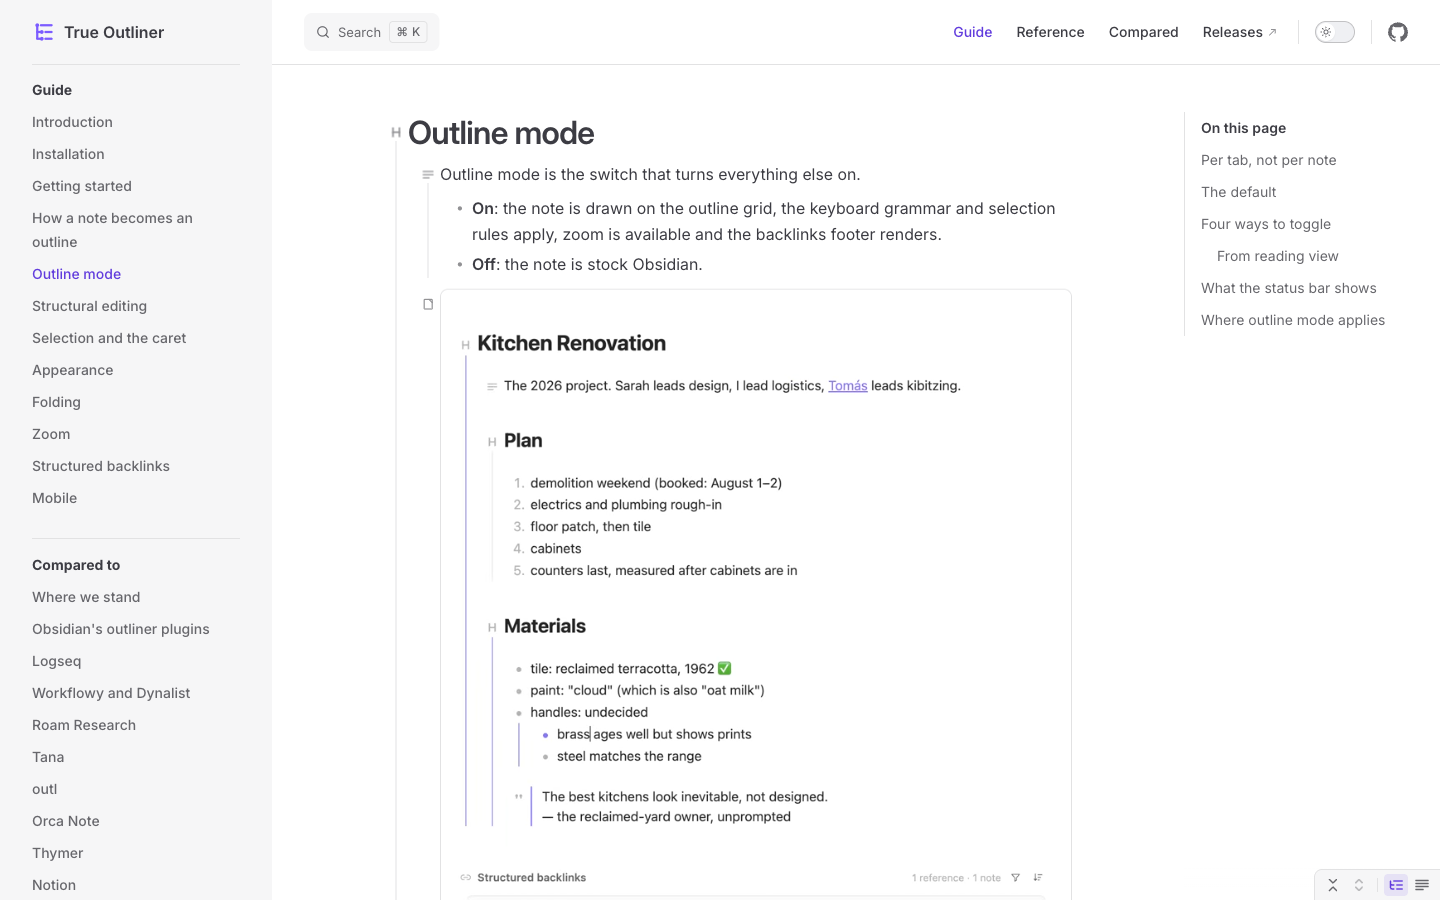 True Outliner
Search ⌘ K
Guide
Reference
Compared
Releases ↗
Guide
Introduction
Installation
Getting started
How a note becomes an
outline
Outline mode
Structural editing
Selection and the caret
Appearance
Folding
Zoom
Structured backlinks
Mobile
Compared to
Where we stand
Obsidian's outliner plugins
Logseq
Workflowy and Dynalist
Roam Research
Tana
outl
Orca Note
Thymer
Notion
H Outline mode
Outline mode is the switch that turns everything else on.
• On: the note is drawn on the outline grid, the keyboard grammar and selection
rules apply, zoom is available and the backlinks footer renders.
• Off: the note is stock Obsidian.
H Kitchen Renovation
The 2026 project. Sarah leads design, I lead logistics, Tomás leads kibitzing.
H Plan
1. demolition weekend (booked: August 1–2)
2. electrics and plumbing rough-in
3. floor patch, then tile
4. cabinets
5. counters last, measured after cabinets are in
H Materials
• tile: reclaimed terracotta, 1962 ✅
• paint: "cloud" (which is also "oat milk")
• handles: undecided
• brass ages well but shows prints
• steel matches the range
" The best kitchens look inevitable, not designed.
— the reclaimed-yard owner, unprompted
Structured backlinks
1 reference · 1 note
On this page
Per tab, not per note
The default
Four ways to toggle
From reading view
What the status bar shows
Where outline mode applies